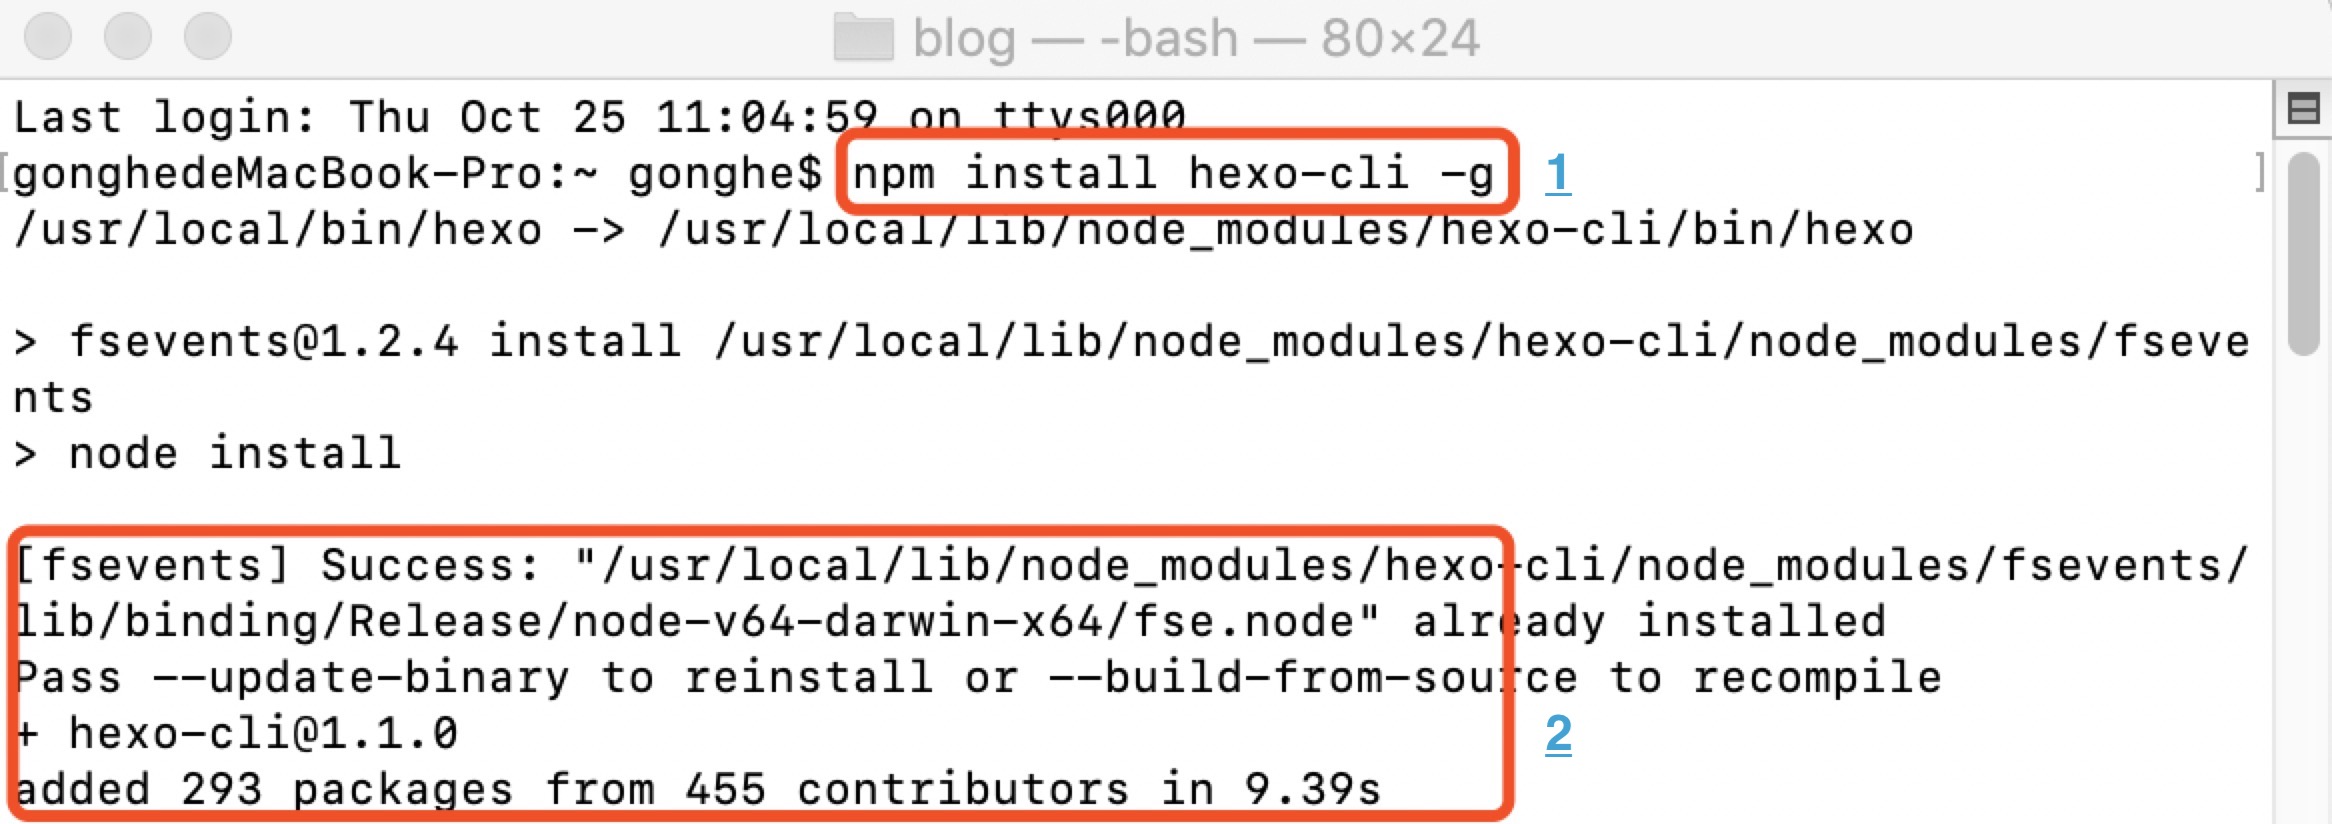 blog — -bash — 80×24
Last login: Thu Oct 25 11:04:59 on ttys000
[gonghedeMacBook-Pro:~ gonghe$ npm install hexo-cli -g 1 ]
/usr/local/bin/hexo -> /usr/local/lib/node_modules/hexo-cli/bin/hexo
> fsevents@1.2.4 install /usr/local/lib/node_modules/hexo-cli/node_modules/fseve
nts
> node install
[fsevents] Success: "/usr/local/lib/node_modules/hexo-cli/node_modules/fsevents/
lib/binding/Release/node-v64-darwin-x64/fse.node" already installed
Pass --update-binary to reinstall or --build-from-source to recompile
+ hexo-cli@1.1.0 2
added 293 packages from 455 contributors in 9.39s